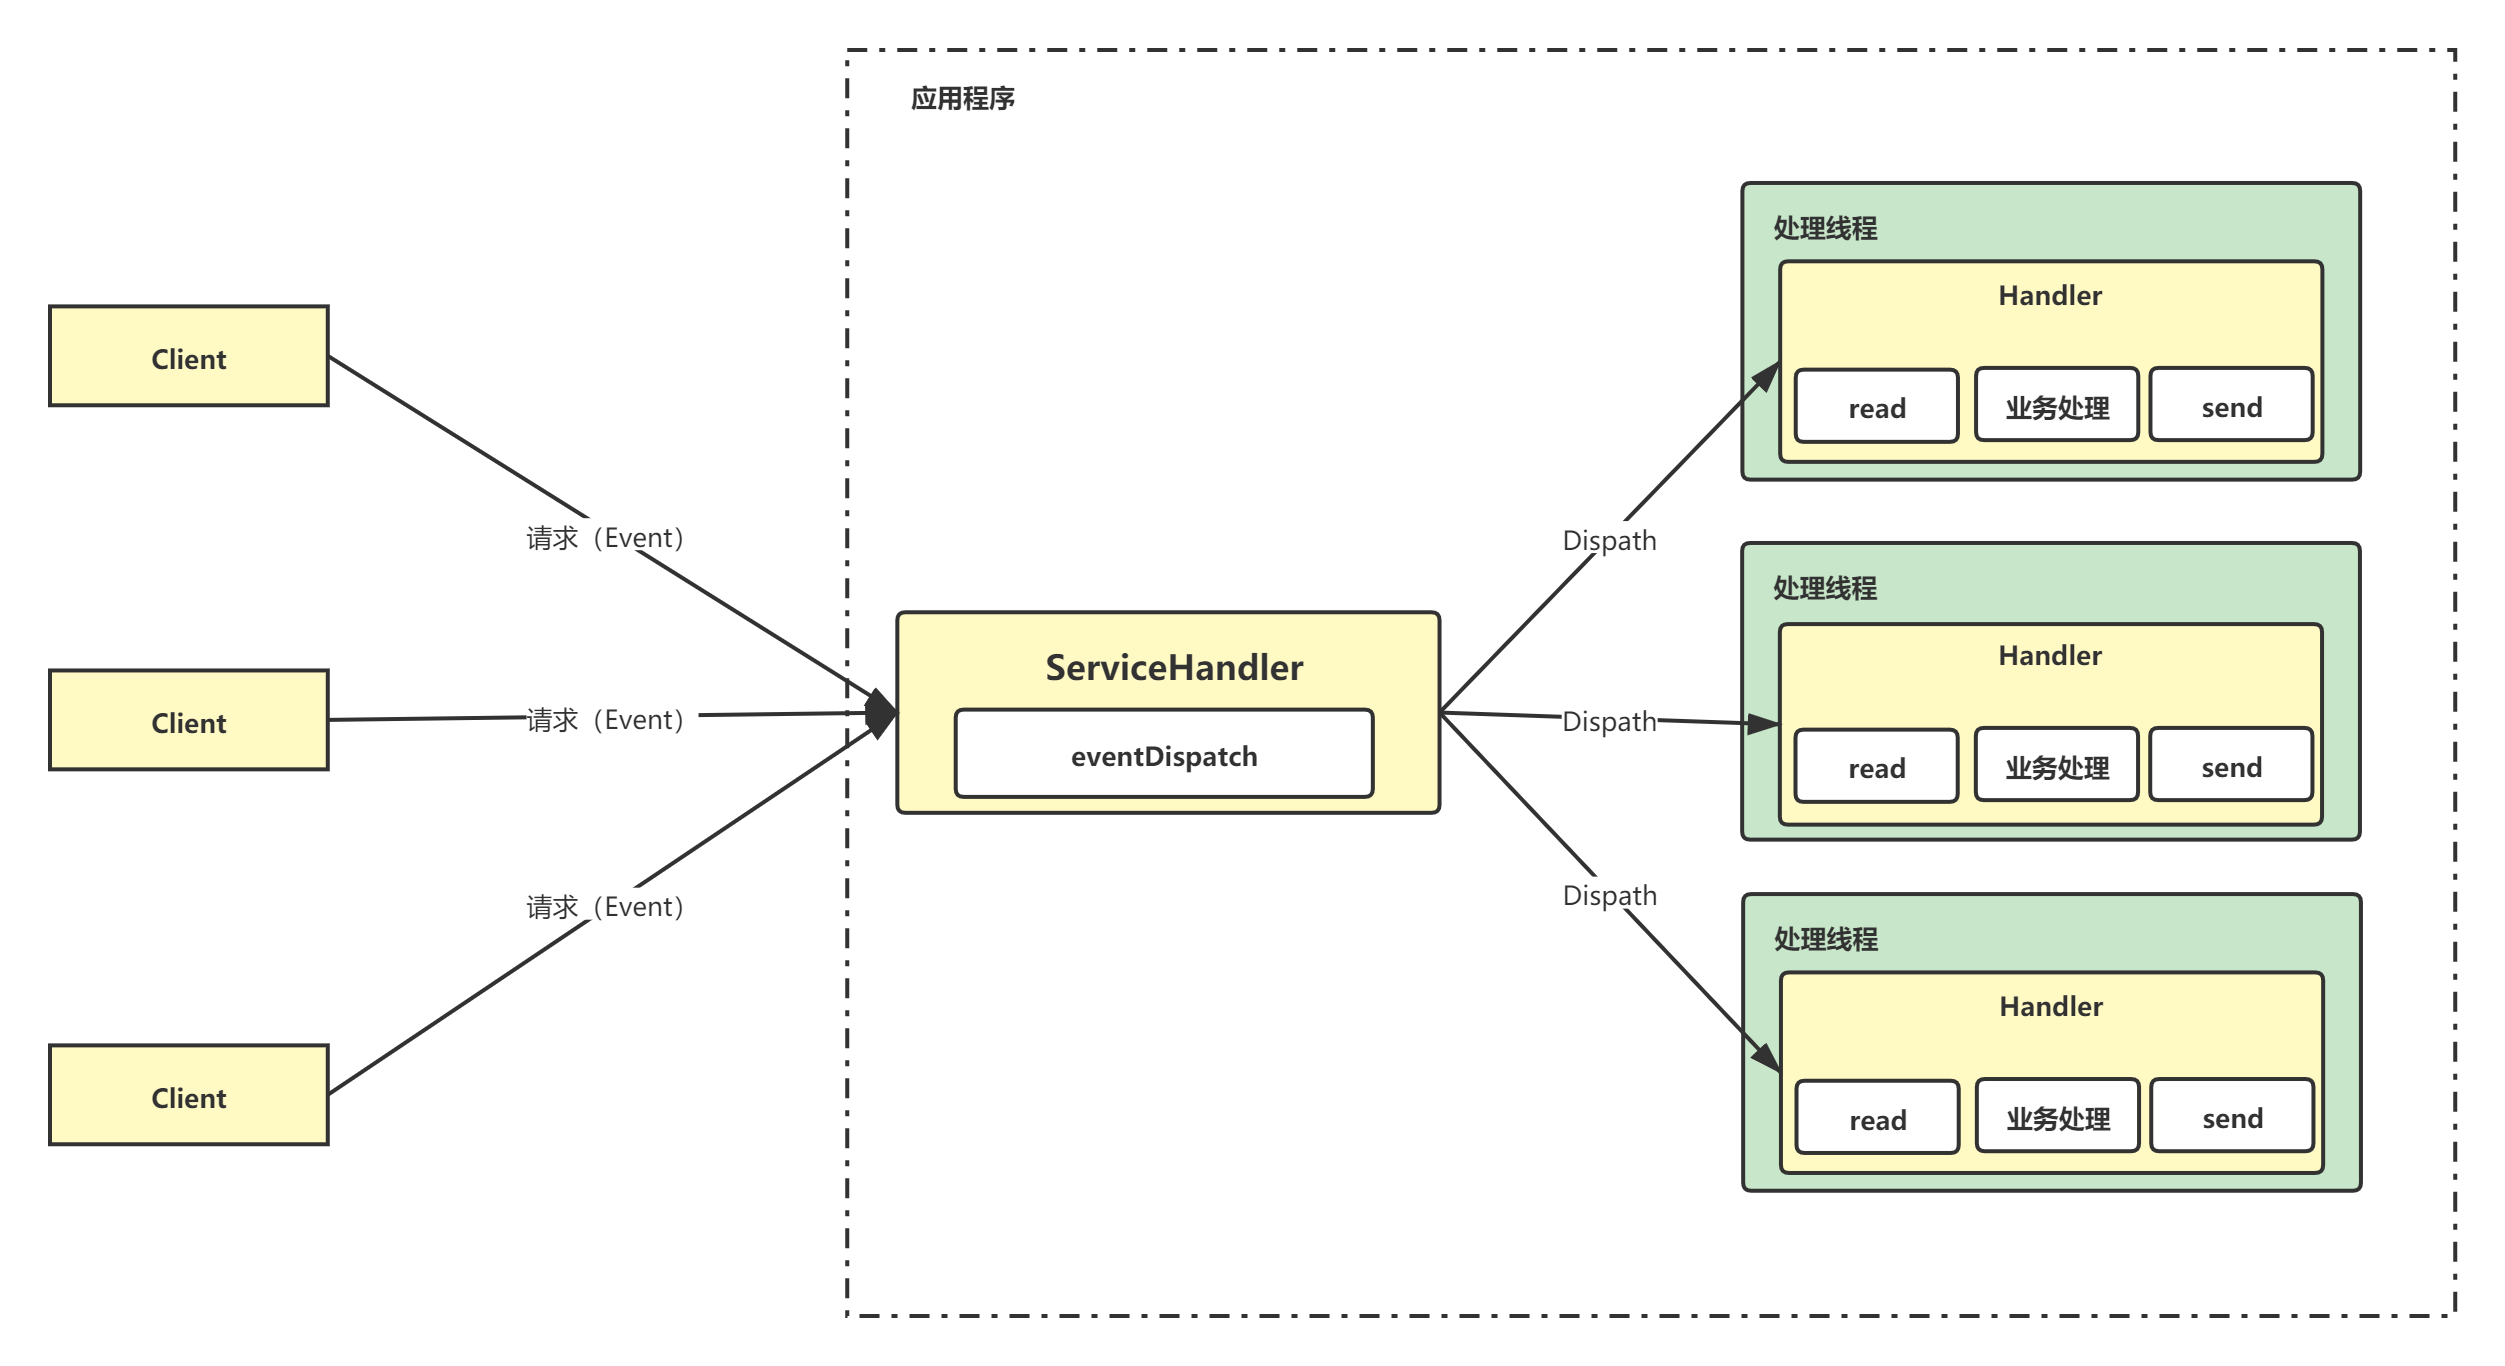 应用程序
Client
请求（Event）
Client
请求（Event）
Client
请求（Event）
ServiceHandler
eventDispatch
Dispath
Dispath
Dispath
处理线程
Handler
read
业务处理
send
处理线程
Handler
read
业务处理
send
处理线程
Handler
read
业务处理
send